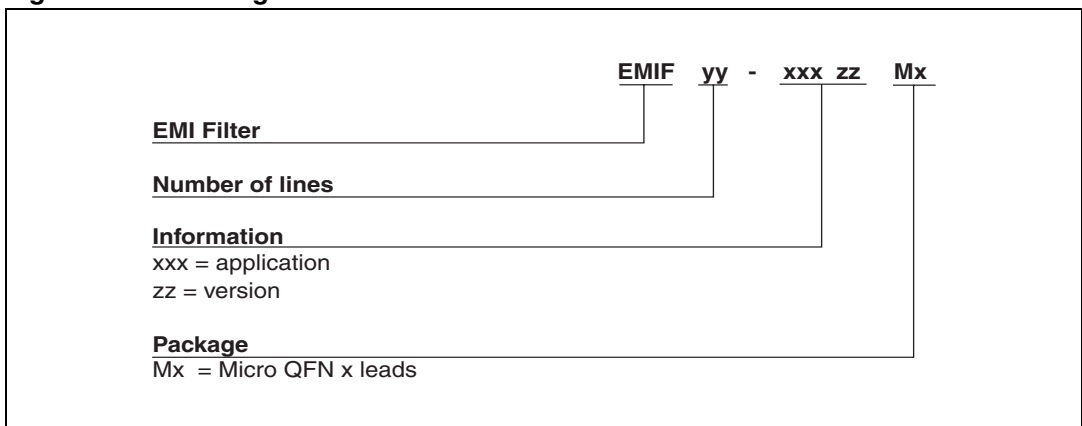 EMIF yy - xxx zz Mx
EMI Filter
Number of lines
Information
xxx = application
zz = version
Package
Mx = Micro QFN x leads